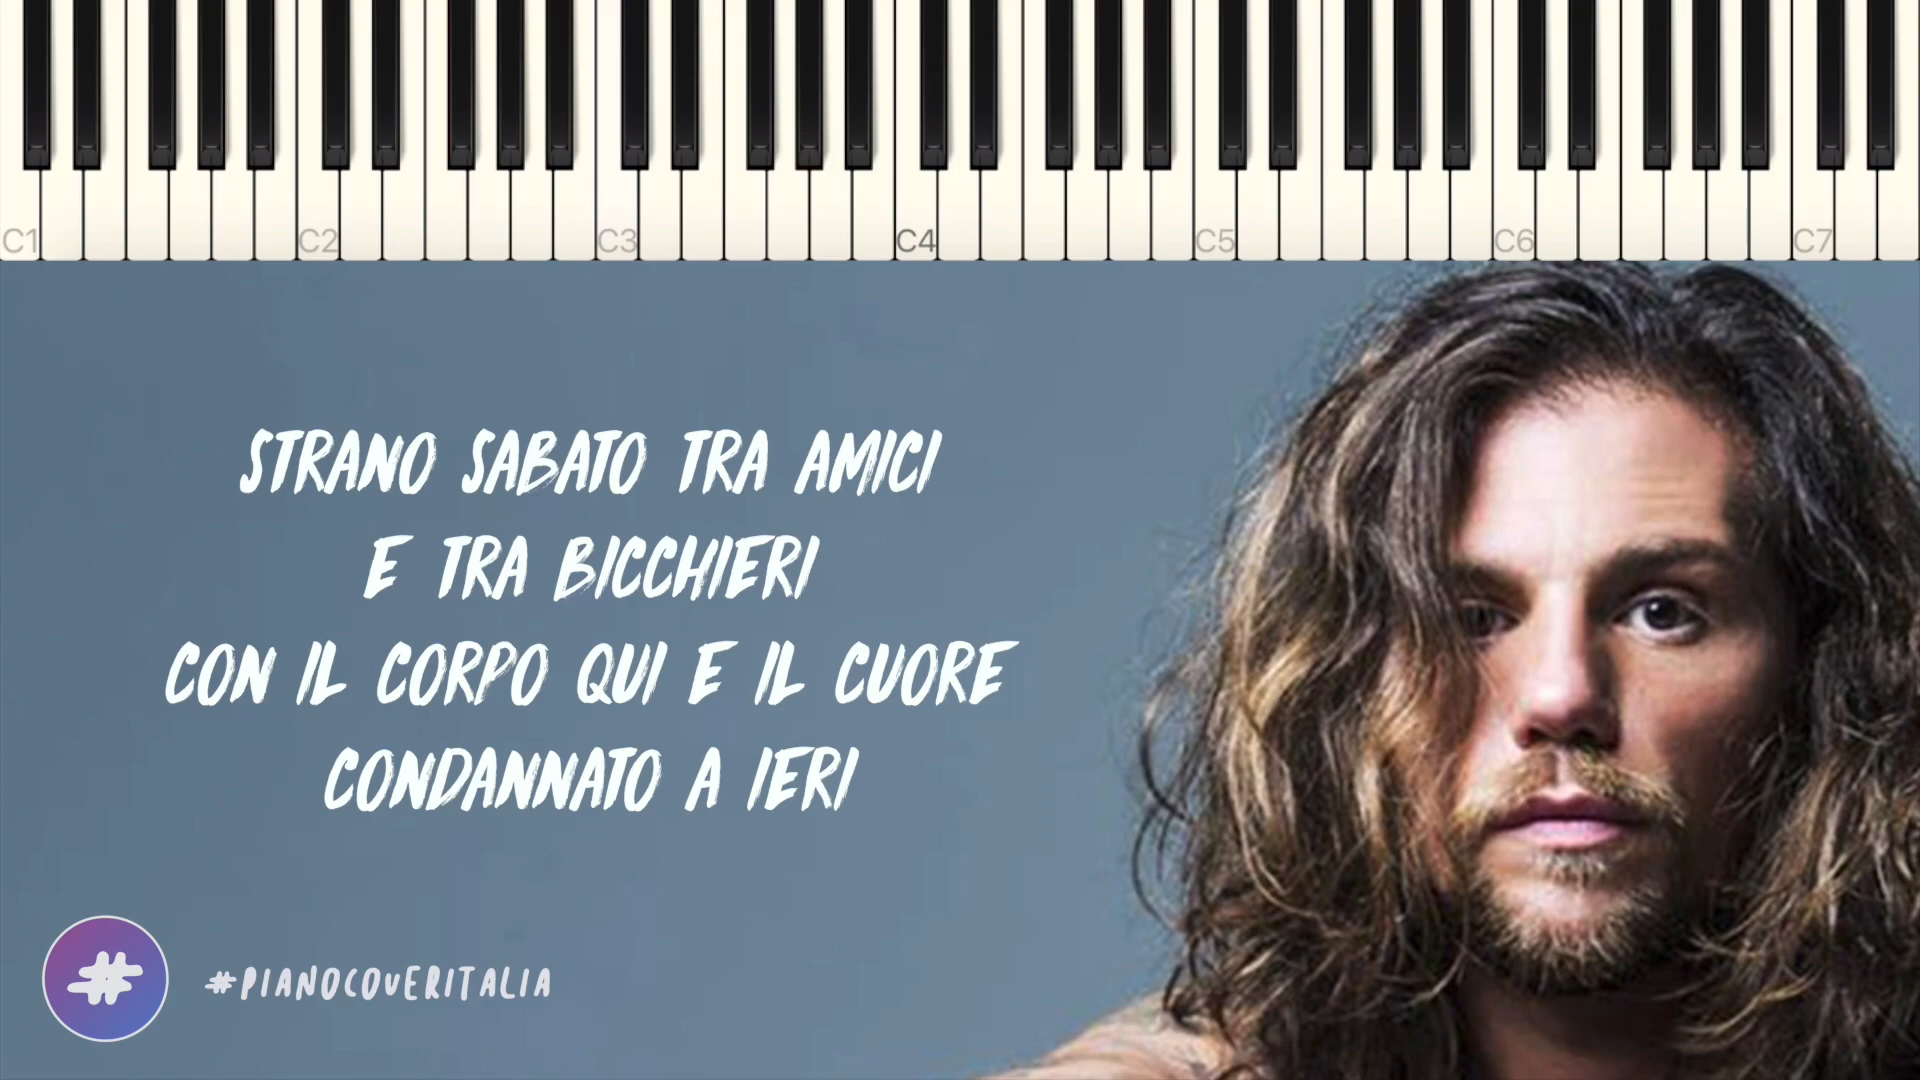 C1 C2 C3 C4 C5 C6 C7
STRANO SABATO TRA AMICI
E TRA BICCHIERI
CON IL CORPO QUI E IL CUORE
CONDANNATO A IERI
#
#PIANOCOVERITALIA